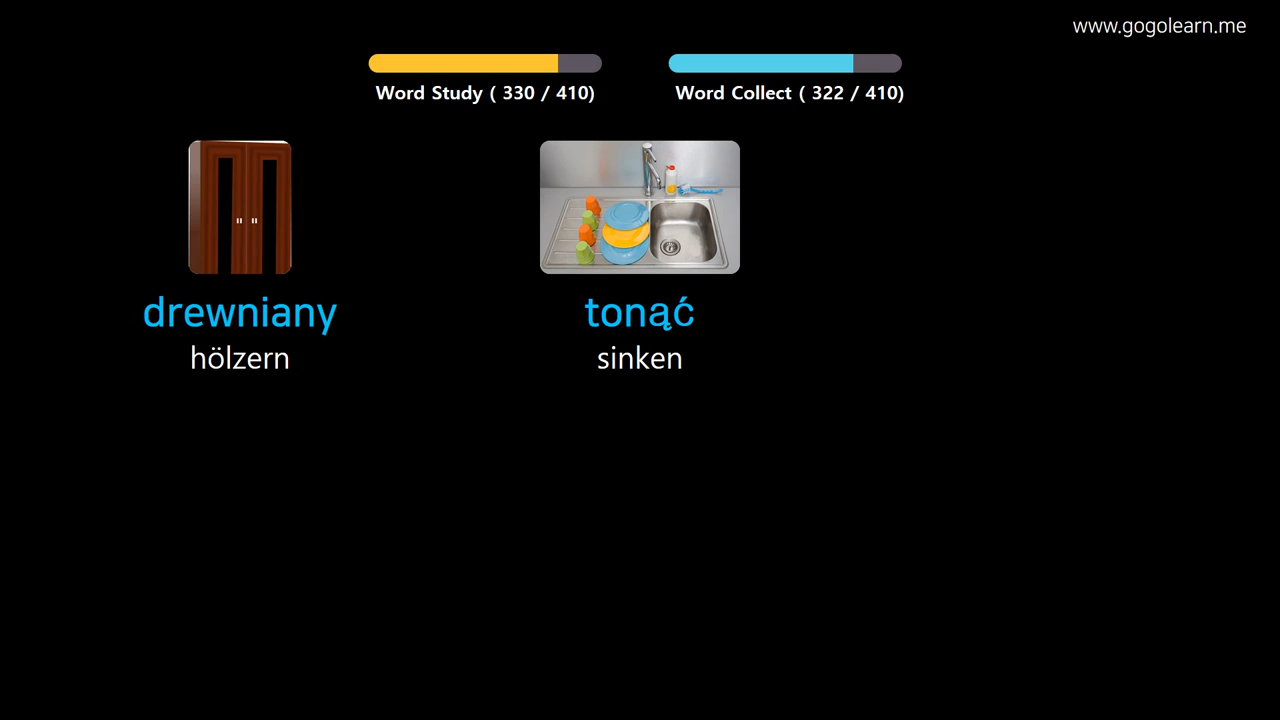 www.gogolearn.me
Word Study ( 330 / 410)
Word Collect ( 322 / 410)
drewniany
hölzern
tonąć
sinken